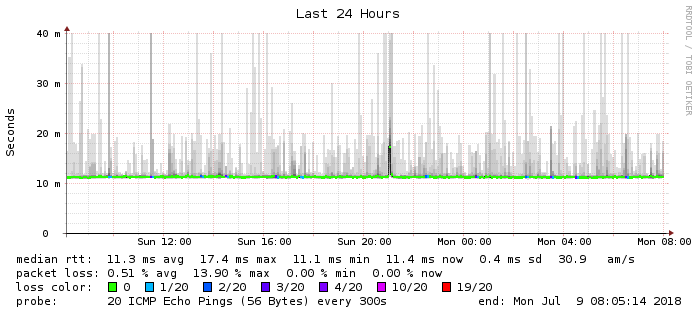 Last 24 Hours
RRDTOOL / TOBI OETIKER
Seconds
40 m
30 m
20 m
10 m
0
Sun 12:00 Sun 16:00 Sun 20:00 Mon 00:00 Mon 04:00 Mon 08:00
median rtt: 11.3 ms avg 17.4 ms max 11.1 ms min 11.4 ms now 0.4 ms sd 30.9 am/s
packet loss: 0.51 % avg 13.90 % max 0.00 % min 0.00 % now
loss color: 0 1/20 2/20 3/20 4/20 10/20 19/20
probe: 20 ICMP Echo Pings (56 Bytes) every 300s end: Mon Jul 9 08:05:14 2018